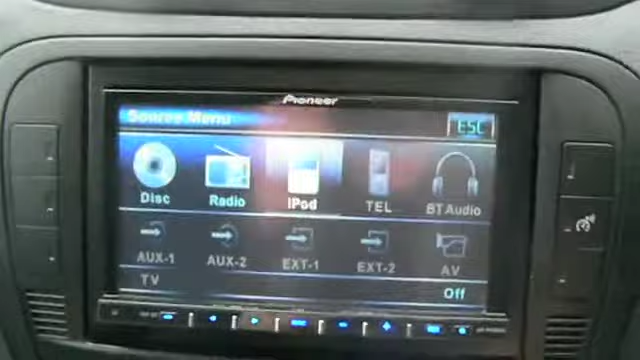 Pioneer
Source Menu
ESC
Disc Radio iPod TEL BT Audio
AUX-1 AUX-2 EXT-1 EXT-2 AV
TV
Off